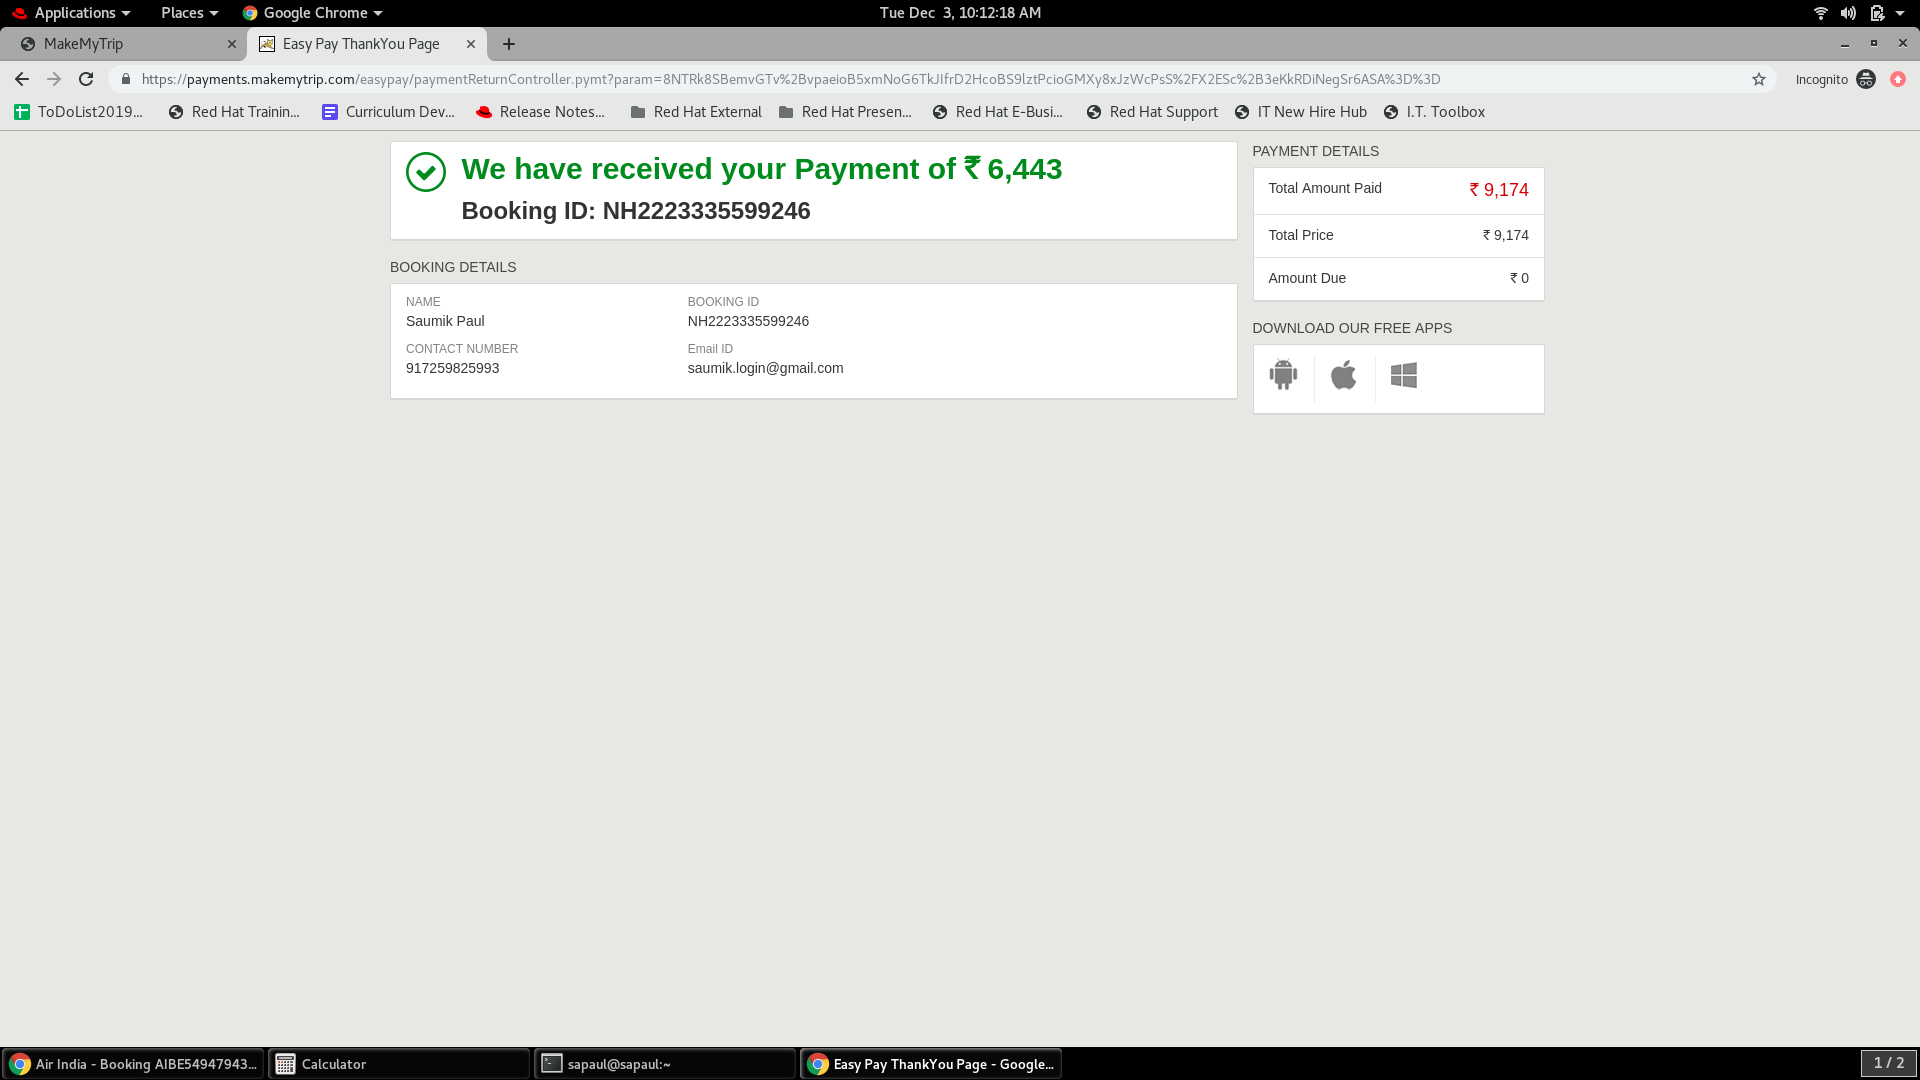 Applications Places Google Chrome Tue Dec 3, 10:12:18 AM
MakeMyTrip Easy Pay ThankYou Page
https://payments.makemytrip.com/easypay/paymentReturnController.pymt?param=8NTRk8SBemvGTv%2BvpaeioB5xmNoG6TkJIfrD2HcoBS9lztPcioGMXy8xJzWcPsS%2FX2ESc%2B3eKkRDiNegSr6ASA%3D%3D Incognito
ToDoList2019... Red Hat Trainin... Curriculum Dev... Release Notes... Red Hat External Red Hat Presen... Red Hat E-Busi... Red Hat Support IT New Hire Hub I.T. Toolbox
We have received your Payment of ₹ 6,443
Booking ID: NH2223335599246
BOOKING DETAILS
NAME BOOKING ID
Saumik Paul NH2223335599246
CONTACT NUMBER Email ID
917259825993 saumik.login@gmail.com
PAYMENT DETAILS
Total Amount Paid ₹ 9,174
Total Price ₹ 9,174
Amount Due ₹ 0
DOWNLOAD OUR FREE APPS
Air India - Booking AIBE54947943... Calculator sapaul@sapaul:~ Easy Pay ThankYou Page - Google... 1 / 2